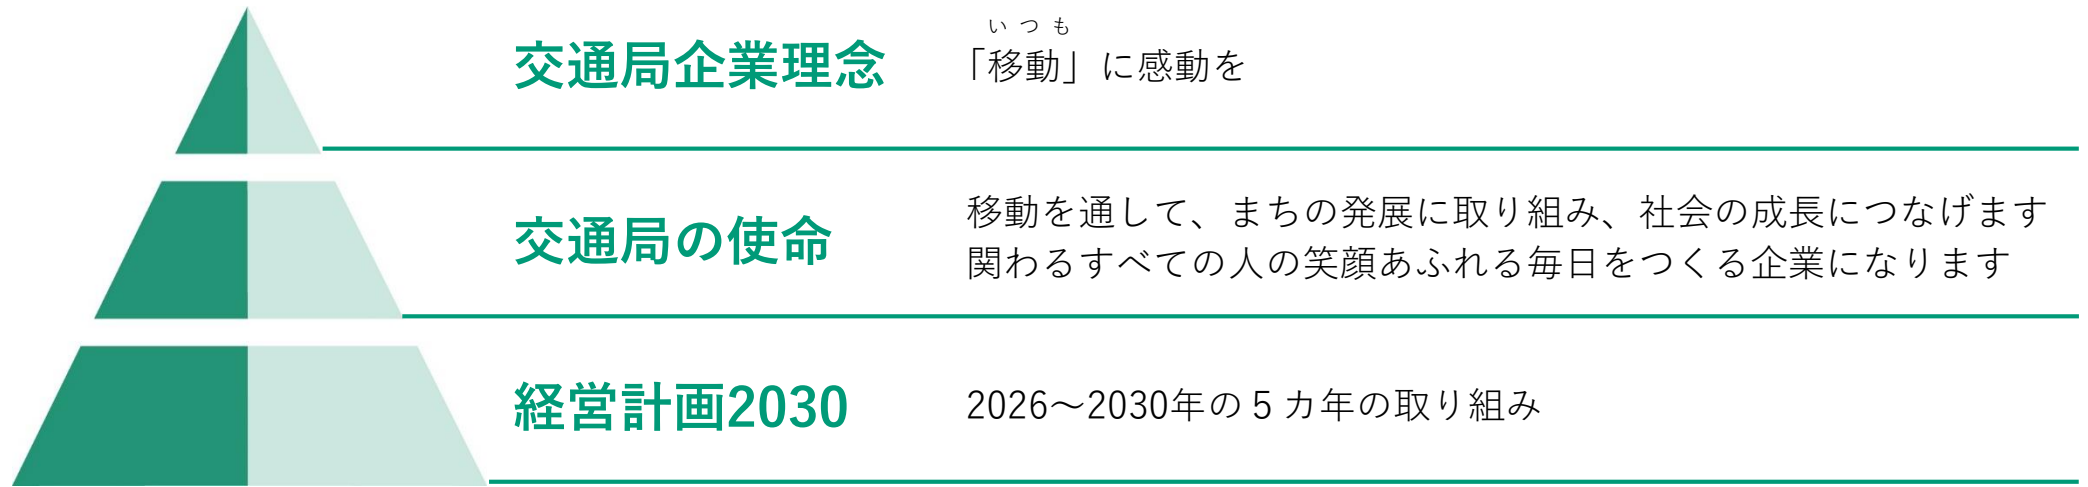 交通局企業理念
いつも
「移動」に感動を
交通局の使命
移動を通して、まちの発展に取り組み、社会の成長につなげます
関わるすべての人の笑顔あふれる毎日をつくる企業になります
経営計画2030
2026～2030年の５カ年の取り組み